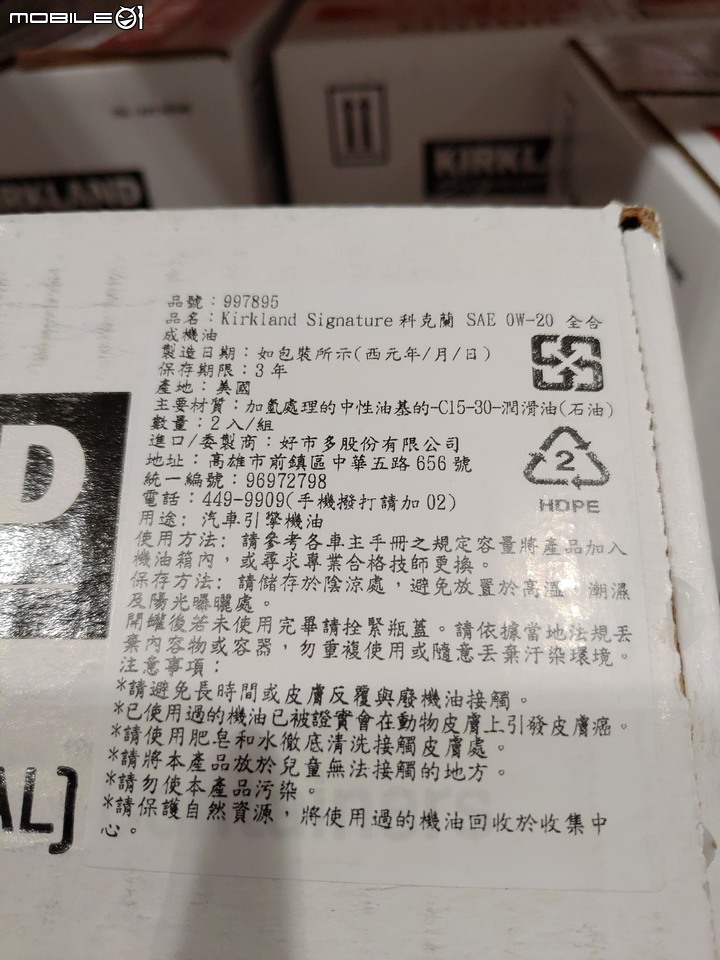 MOBILE01
KIRKLA
RKLAND
品號：997895
品名：Kirkland Signature 科克蘭 SAE 0W-20 全合
成機油
製造日期：如包裝所示(西元年/月/日)
保存期限：3年
產地：美國
主要材質：加氫處理的中性油基的-C15-30-潤滑油(石油)
數量：2入/組
進口/委製商：好市多股份有限公司
地址：高雄市前鎮區中華五路656號
統一編號：96972798
電話：449-9909(手機撥打請加02)
用途：汽車引擎機油
使用方法：請參考各車主手冊之規定容量將產品加入
機油箱內，或尋求專業合格技師更換。
保存方法：請儲存於陰涼處，避免放置於高溫、潮濕
及陽光曝曬處。
開罐後若未使用完畢請拴緊瓶蓋。請依據當地法規丟
棄內容物或容器，勿重複使用或隨意丟棄汙染環境。
注意事項：
*請避免長時間或皮膚反覆與廢機油接觸。
*已使用過的機油已被證實會在動物皮膚上引發皮膚癌。
*請使用肥皂和水徹底清洗接觸皮膚處。
*請將本產品放於兒童無法接觸的地方。
*請勿使本產品污染。
*請保護自然資源，將使用過的機油回收於收集中
心。
2
HDPE
D
AL)